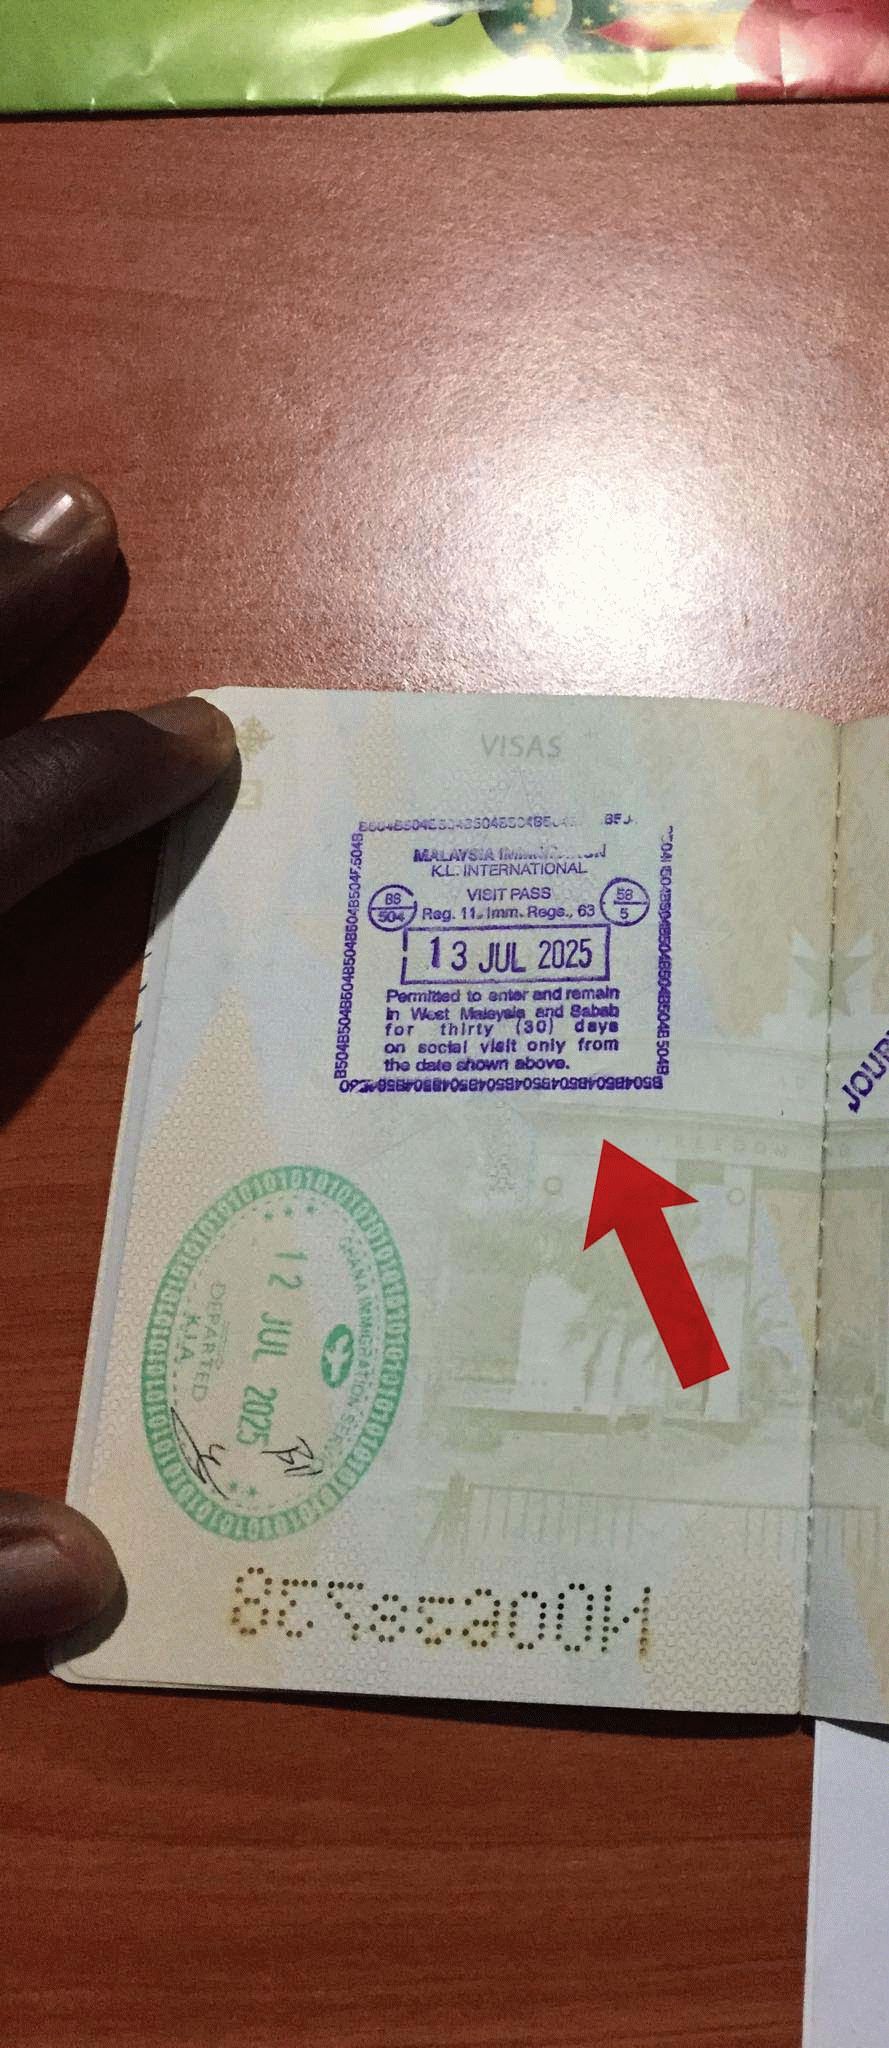 VISAS
MALAYSIA IMMIGRATION
K.L. INTERNATIONAL
VISIT PASS
Reg. 11. Imm. Regs., 63
58
5
504
13 JUL 2025
Permitted to enter and remain
in West Malaysia and Sabah
for thirty (30) days
on social visit only from
the date shown above.
GHANA IMMIGRATION SERVICE
12 JUL 2025
DEPARTED
KIA
FREEDOM